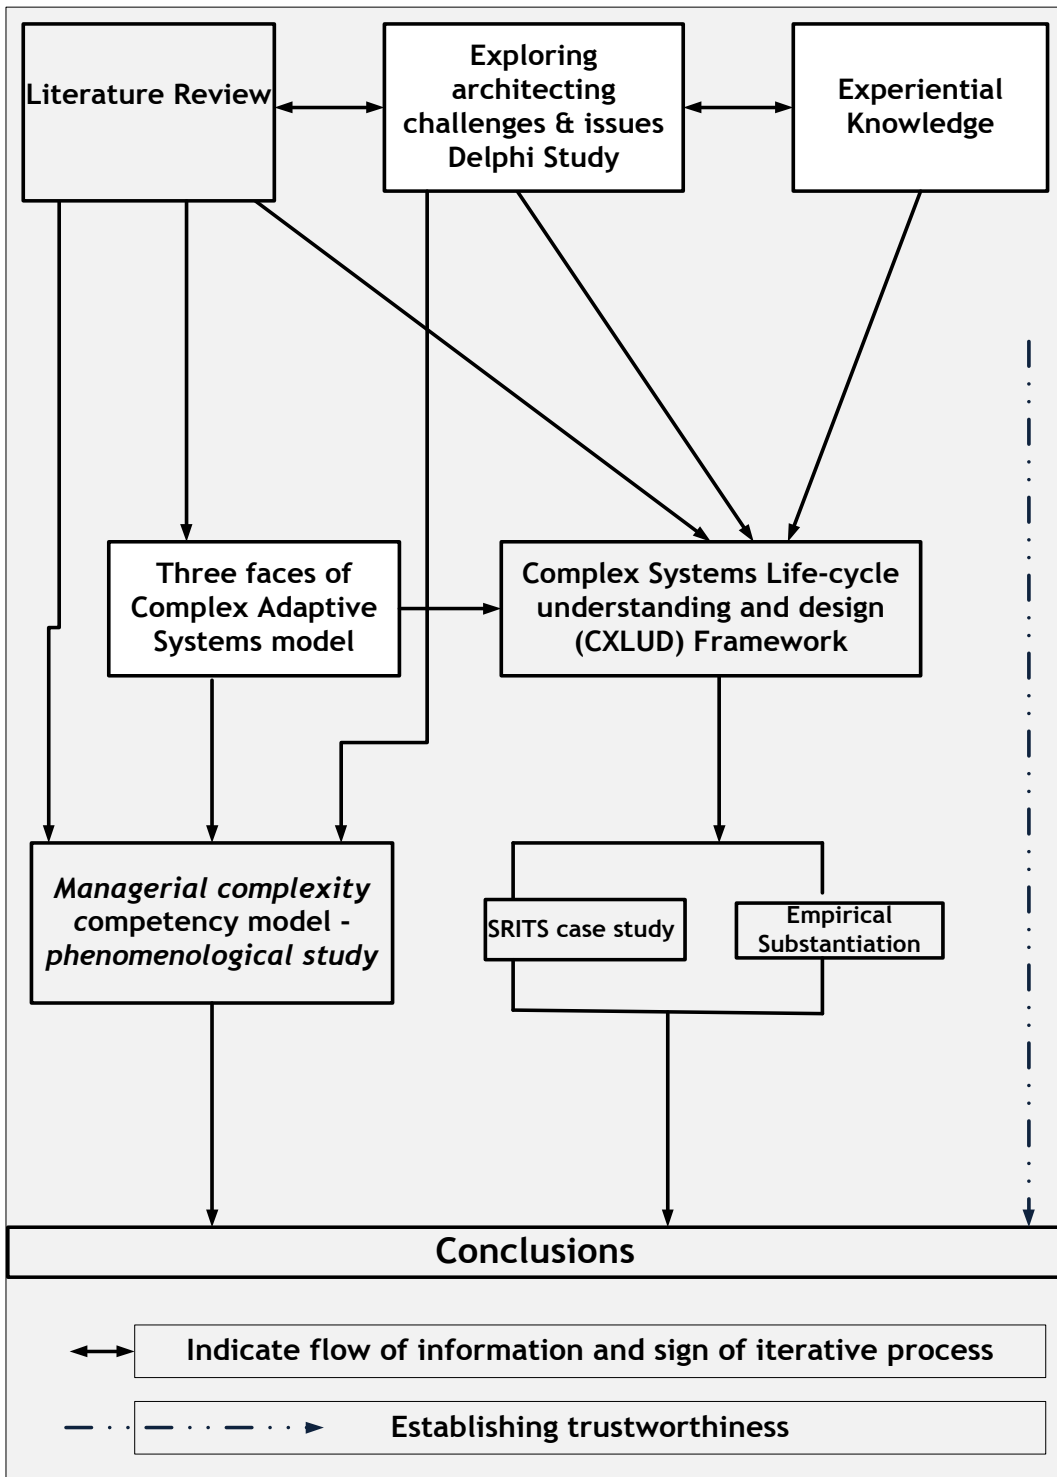 Literature Review
Exploring
architecting
challenges & issues
Delphi Study
Experiential
Knowledge
Three faces of
Complex Adaptive
Systems model
Complex Systems Life-cycle
understanding and design
(CXLUD) Framework
Managerial complexity
competency model -
phenomenological study
SRITS case study
Empirical
Substantiation
Conclusions
Indicate flow of information and sign of iterative process
Establishing trustworthiness